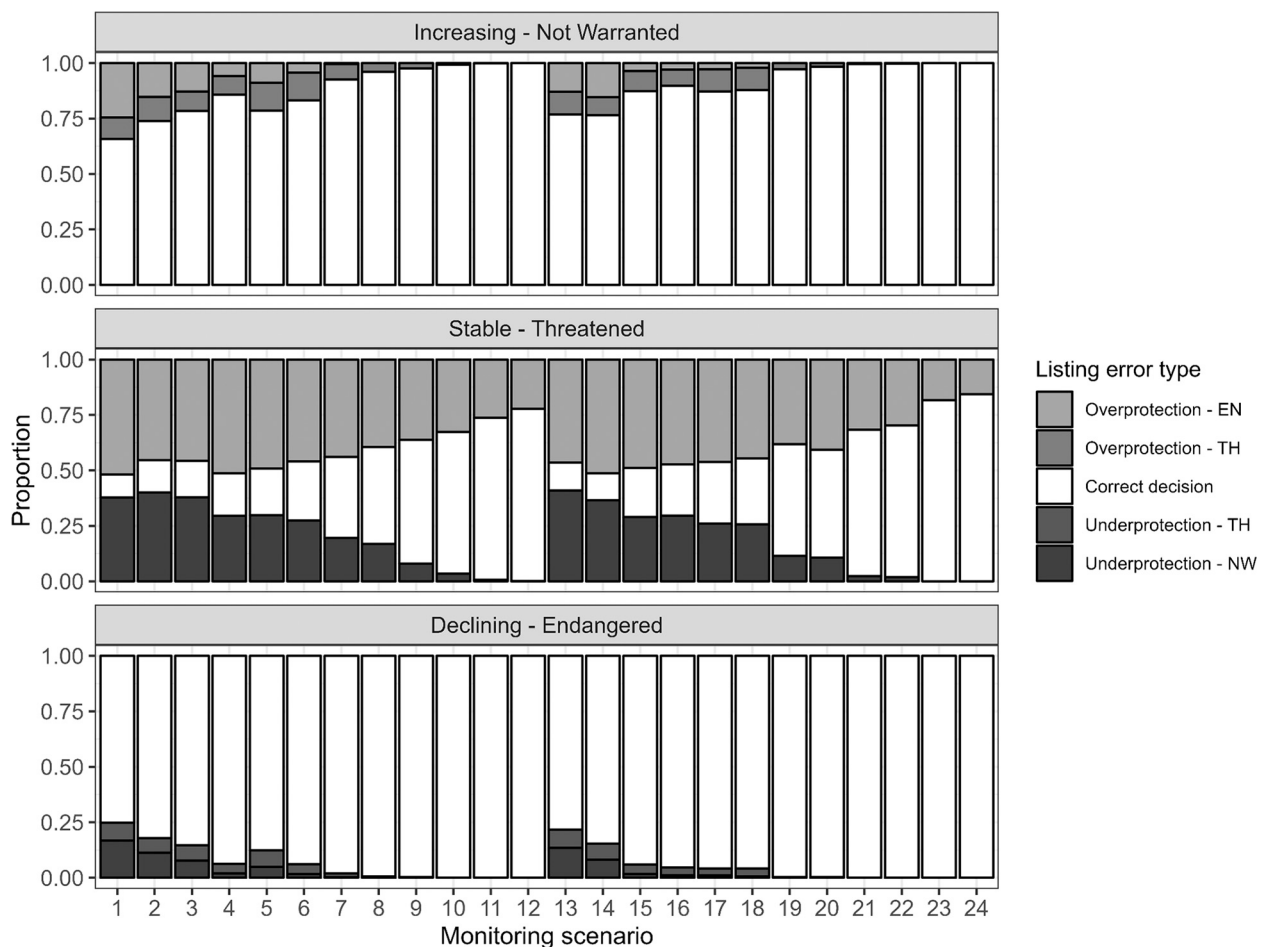 Increasing - Not Warranted
1.00
0.75
0.50
0.25
0.00
Stable - Threatened
1.00
0.75
0.50
0.25
0.00
Declining - Endangered
1.00
0.75
0.50
0.25
0.00
Proportion
1 2 3 4 5 6 7 8 9 10 11 12 13 14 15 16 17 18 19 20 21 22 23 24
Monitoring scenario
Listing error type
Overprotection - EN
Overprotection - TH
Correct decision
Underprotection - TH
Underprotection - NW